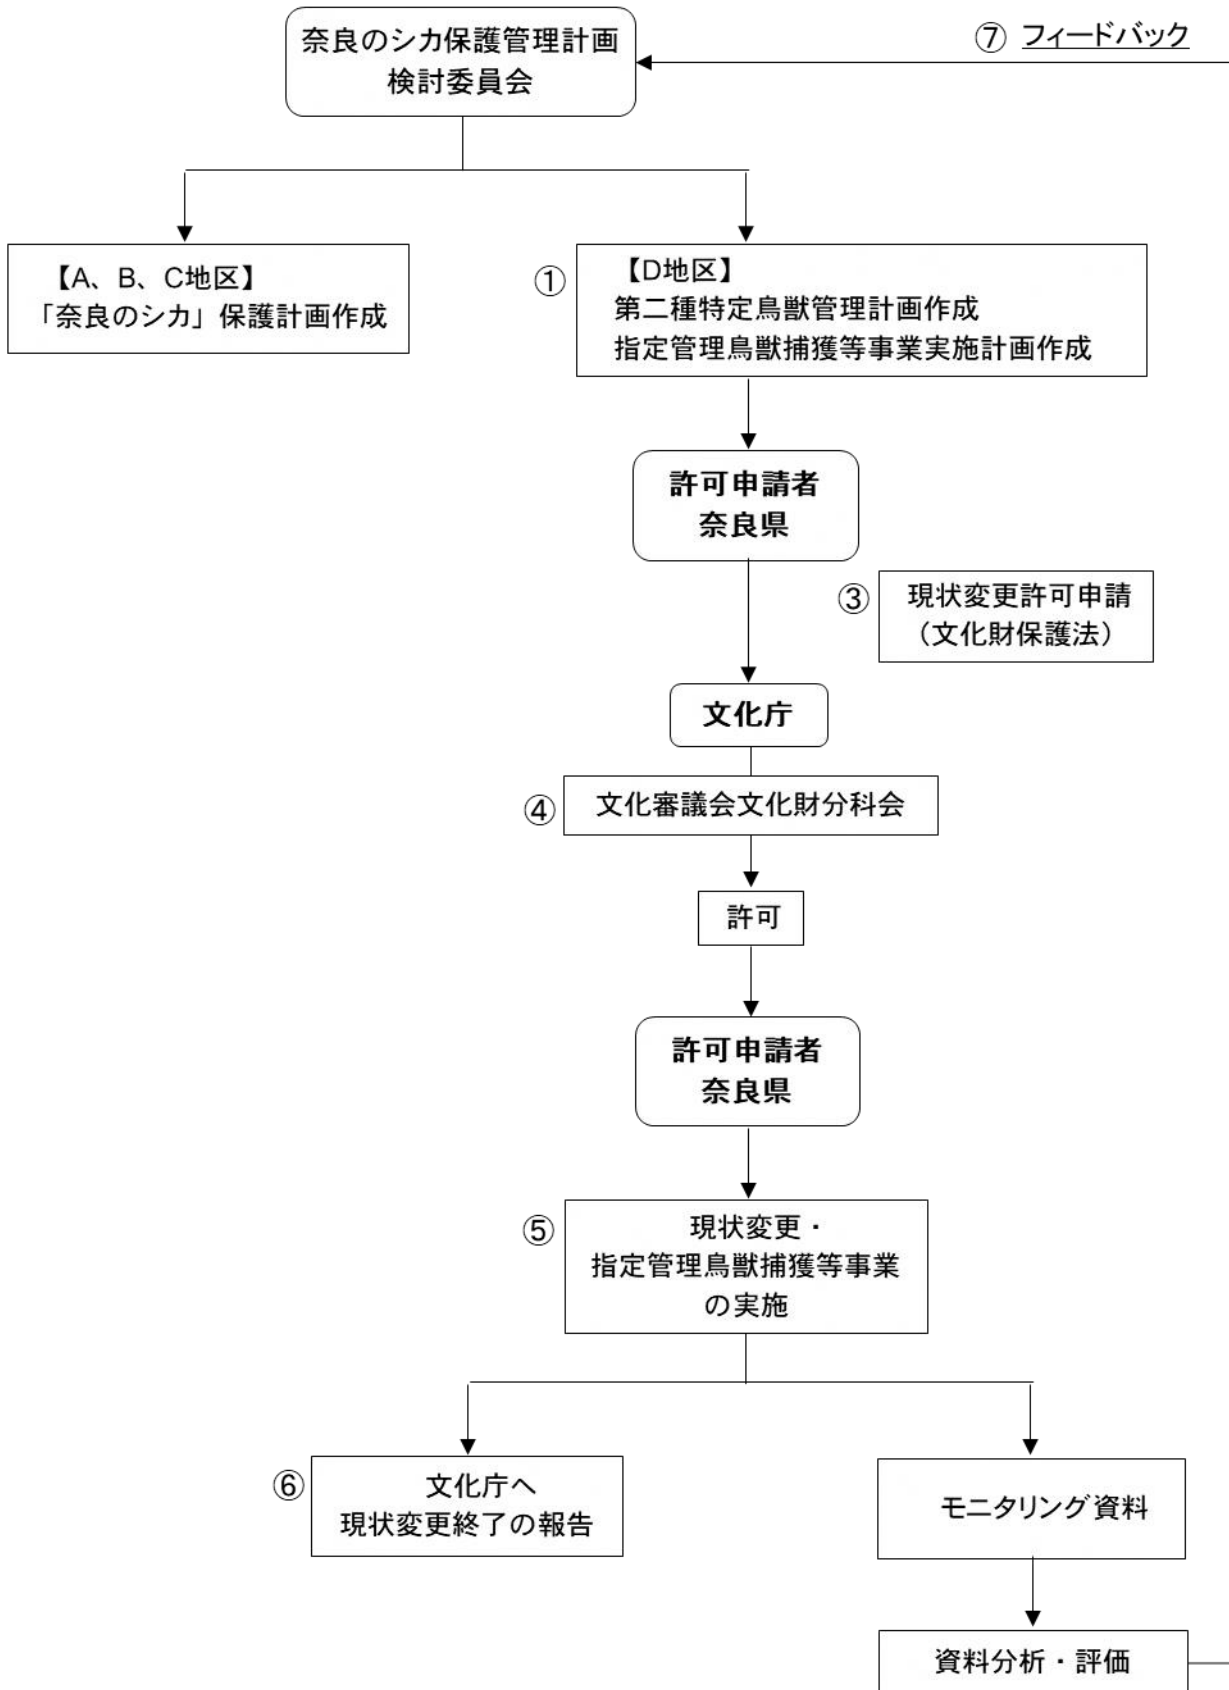 奈良のシカ保護管理計画
検討委員会
⑦ フィードバック
【A、B、C地区】
「奈良のシカ」保護計画作成
①
【D地区】
第二種特定鳥獣管理計画作成
指定管理鳥獣捕獲等事業実施計画作成
許可申請者
奈良県
③
現状変更許可申請
（文化財保護法）
文化庁
④
文化審議会文化財分科会
許可
許可申請者
奈良県
⑤
現状変更・
指定管理鳥獣捕獲等事業
の実施
⑥
文化庁へ
現状変更終了の報告
モニタリング資料
資料分析・評価